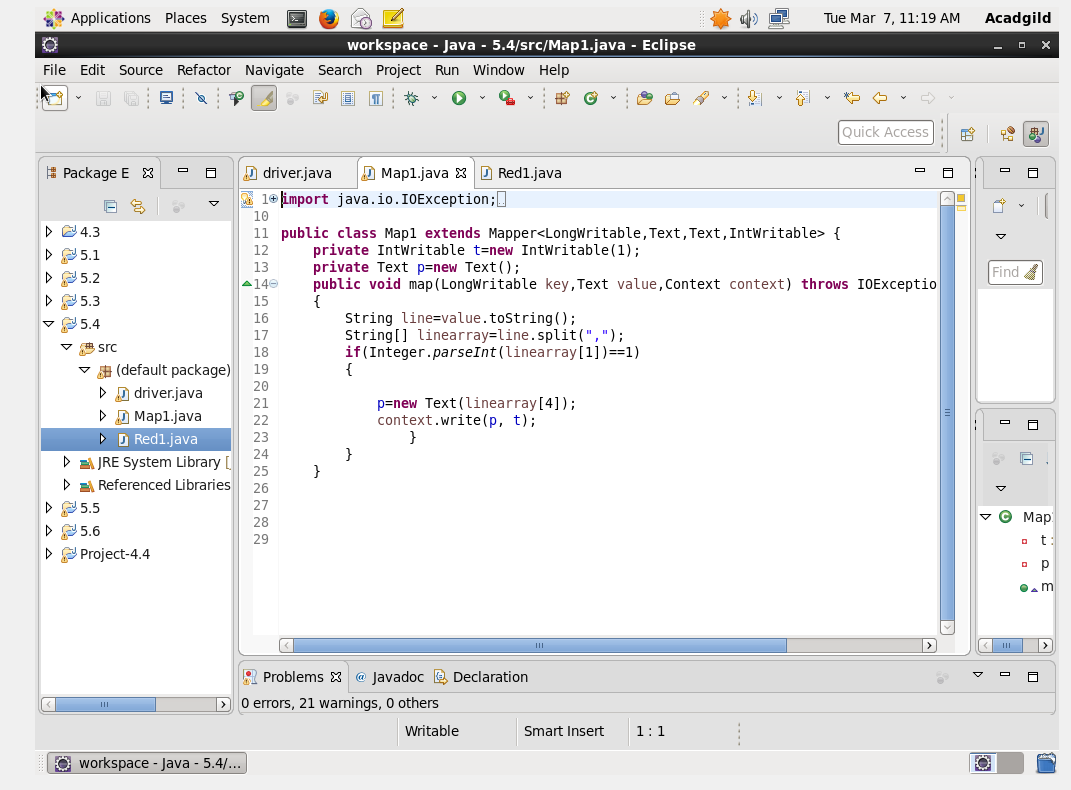 Applications Places System Tue Mar 7, 11:19 AM Acadgild
workspace - Java - 5.4/src/Map1.java - Eclipse
File Edit Source Refactor Navigate Search Project Run Window Help
Quick Access
Package E
4.3
5.1
5.2
5.3
5.4
src
(default package)
driver.java
Map1.java
Red1.java
JRE System Library [
Referenced Libraries
5.5
5.6
Project-4.4
driver.java Map1.java Red1.java
1 import java.io.IOException;
10
11 public class Map1 extends Mapper<LongWritable,Text,Text,IntWritable> {
12 private IntWritable t=new IntWritable(1);
13 private Text p=new Text();
14 public void map(LongWritable key,Text value,Context context) throws IOExceptio
15 {
16 String line=value.toString();
17 String[] linearray=line.split(",");
18 if(Integer.parseInt(linearray[1])==1)
19 {
20
21 p=new Text(linearray[4]);
22 context.write(p, t);
23 }
24 }
25 }
26
27
28
29
Find
Map
t :
p
m
Problems Javadoc Declaration
0 errors, 21 warnings, 0 others
Writable Smart Insert 1 : 1
workspace - Java - 5.4/...